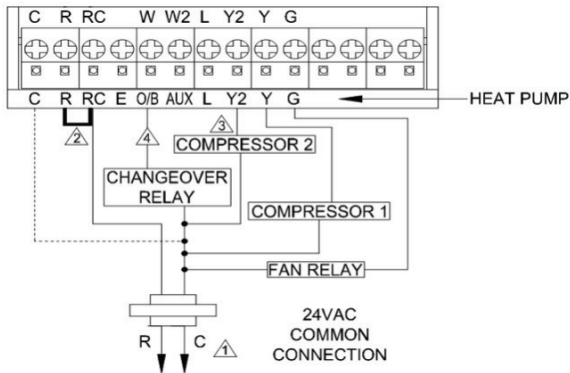 C R RC W W2 L Y2 Y G
C R RC E O/B AUX L Y2 Y G
HEAT PUMP
2 4 3
COMPRESSOR 2
CHANGEOVER
RELAY
COMPRESSOR 1
FAN RELAY
R C 1
24VAC
COMMON
CONNECTION